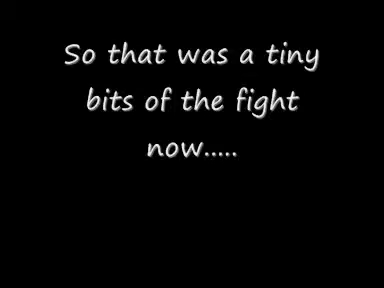 So that was a tiny
bits of the fight
now.....